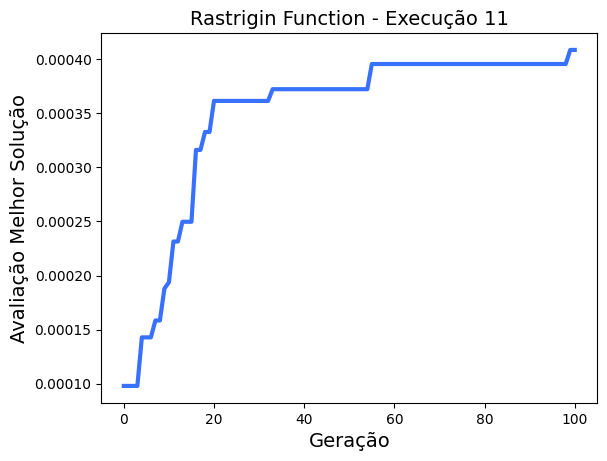 Rastrigin Function - Execução 11
Avaliação Melhor Solução
0.00040
0.00035
0.00030
0.00025
0.00020
0.00015
0.00010
0 20 40 60 80 100
Geração